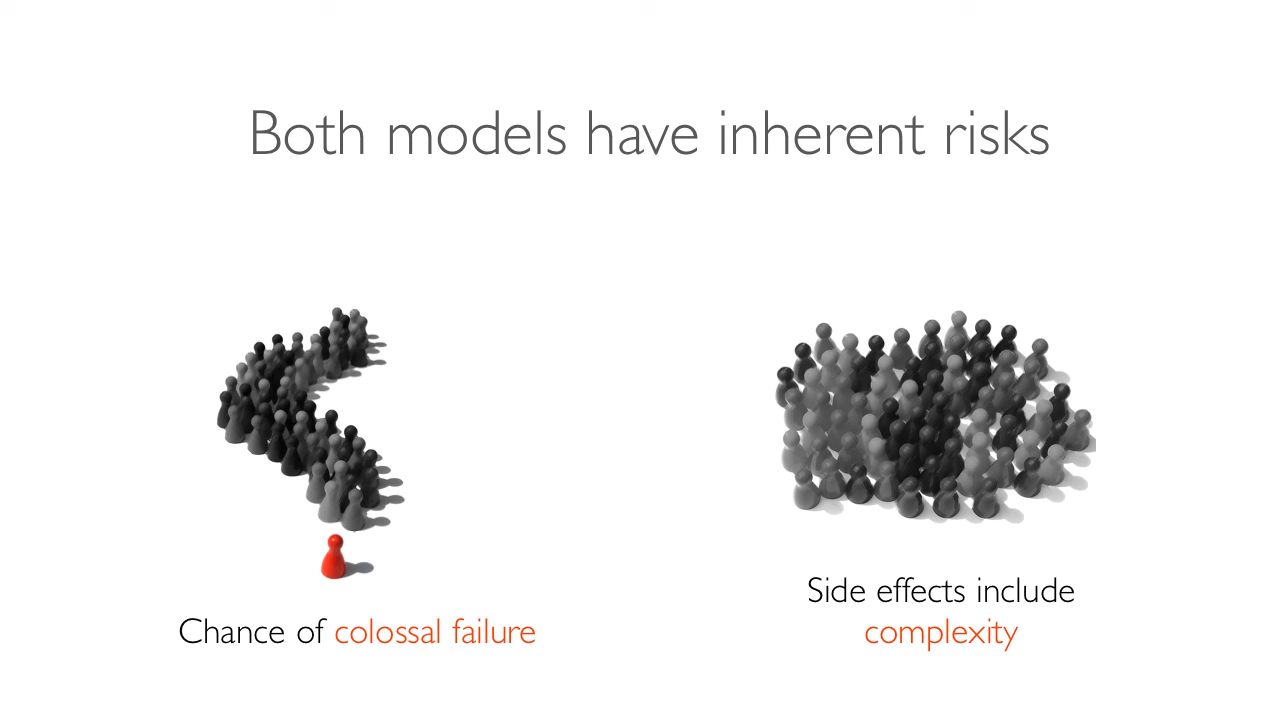 Both models have inherent risks
Chance of colossal failure
Side effects include
complexity